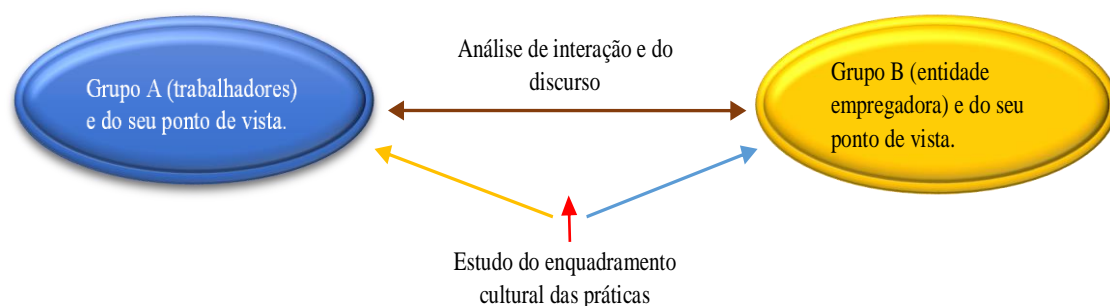 Análise de interação e do
discurso
Grupo A (trabalhadores)
e do seu ponto de vista.
Grupo B (entidade
empregadora) e do seu
ponto de vista.
Estudo do enquadramento
cultural das práticas